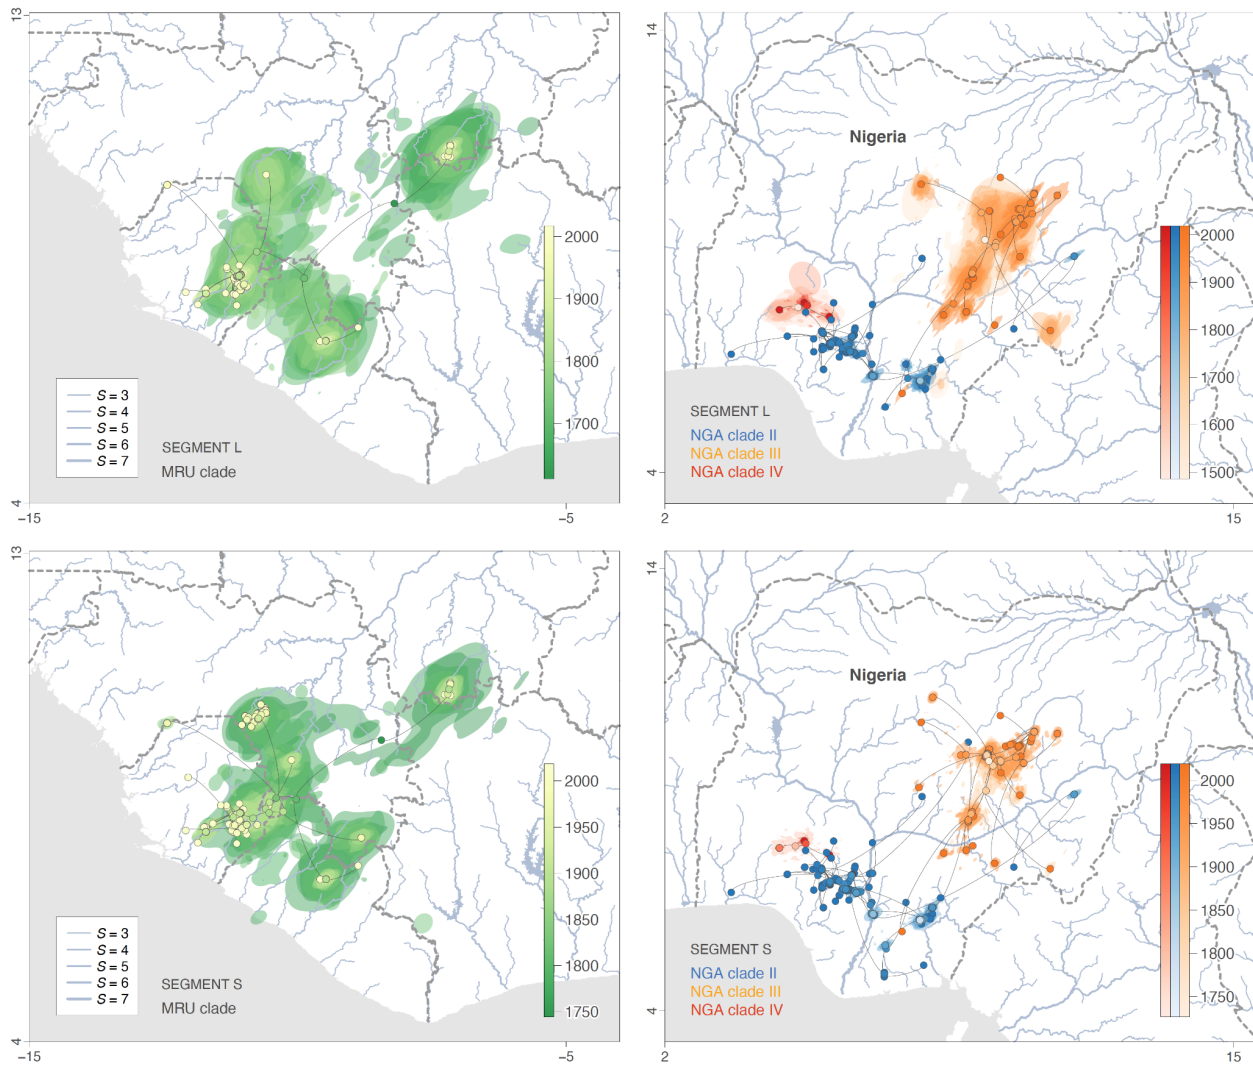 13
2000
1900
1800
1700
S = 3
S = 4
S = 5
S = 6
S = 7
SEGMENT L
MRU clade
4
−15
−5
14
Nigeria
2000
1900
1800
1700
1600
1500
SEGMENT L
NGA clade II
NGA clade III
NGA clade IV
4
2
15
13
2000
1950
1900
1850
1800
1750
S = 3
S = 4
S = 5
S = 6
S = 7
SEGMENT S
MRU clade
4
−15
−5
14
Nigeria
2000
1950
1900
1850
1800
1750
SEGMENT S
NGA clade II
NGA clade III
NGA clade IV
4
2
15